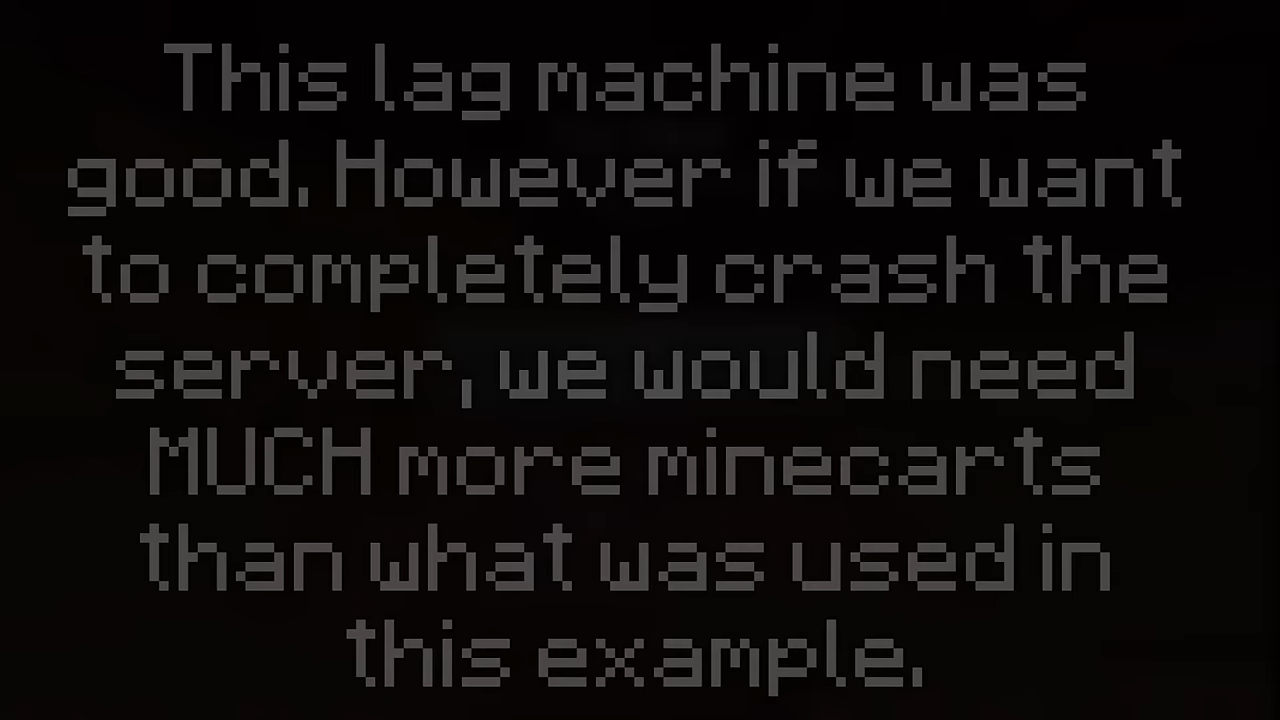 This lag machine was
good. However if we want
to completely crash the
server, we would need
MUCH more minecarts
than what was used in
this example.